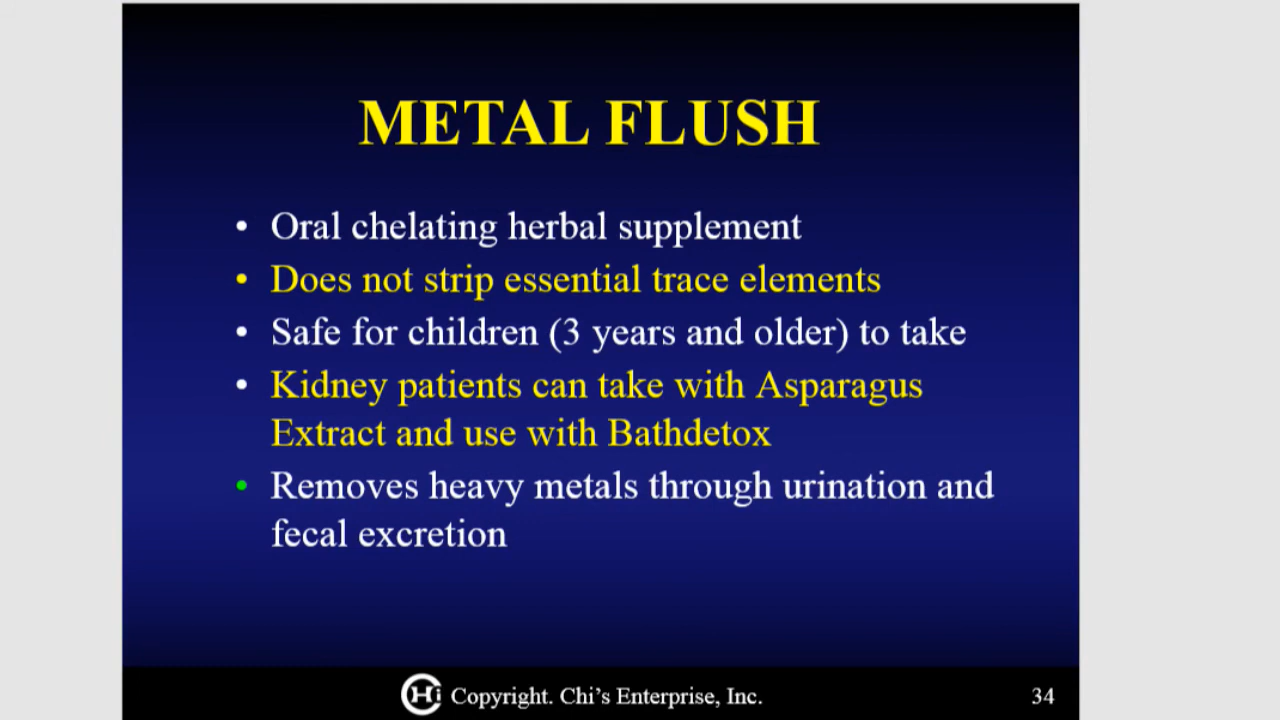 METAL FLUSH
• Oral chelating herbal supplement
• Does not strip essential trace elements
• Safe for children (3 years and older) to take
• Kidney patients can take with Asparagus
Extract and use with Bathdetox
• Removes heavy metals through urination and
fecal excretion
CHi Copyright. Chi’s Enterprise, Inc.
34